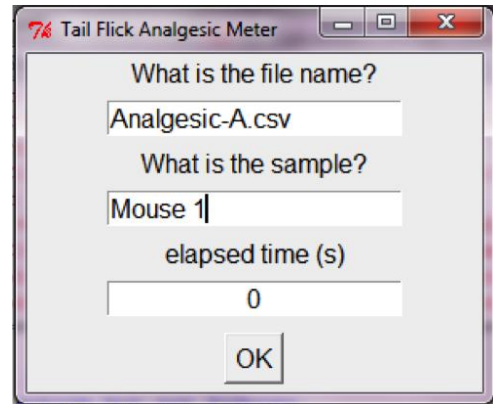 Tail Flick Analgesic Meter
What is the file name?
Analgesic-A.csv
What is the sample?
Mouse 1
elapsed time (s)
0
OK